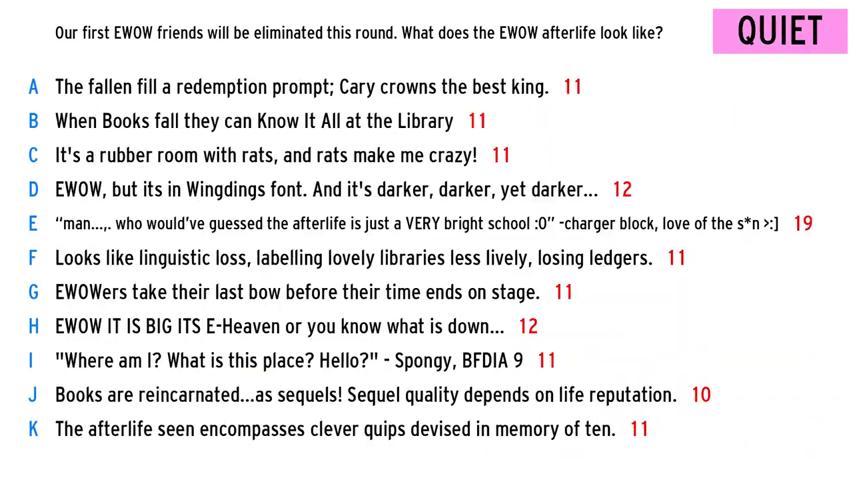 Our first EWOW friends will be eliminated this round. What does the EWOW afterlife look like?
QUIET
A The fallen fill a redemption prompt; Cary crowns the best king. 11
B When Books fall they can Know It All at the Library 11
C It's a rubber room with rats, and rats make me crazy! 11
D EWOW, but its in Wingdings font. And it's darker, darker, yet darker... 12
E “man...,. who would’ve guessed the afterlife is just a VERY bright school :0” -charger block, love of the s*n >:] 19
F Looks like linguistic loss, labelling lovely libraries less lively, losing ledgers. 11
G EWOWers take their last bow before their time ends on stage. 11
H EWOW IT IS BIG ITS E-Heaven or you know what is down... 12
I "Where am I? What is this place? Hello?" - Spongy, BFDIA 9 11
J Books are reincarnated...as sequels! Sequel quality depends on life reputation. 10
K The afterlife seen encompasses clever quips devised in memory of ten. 11